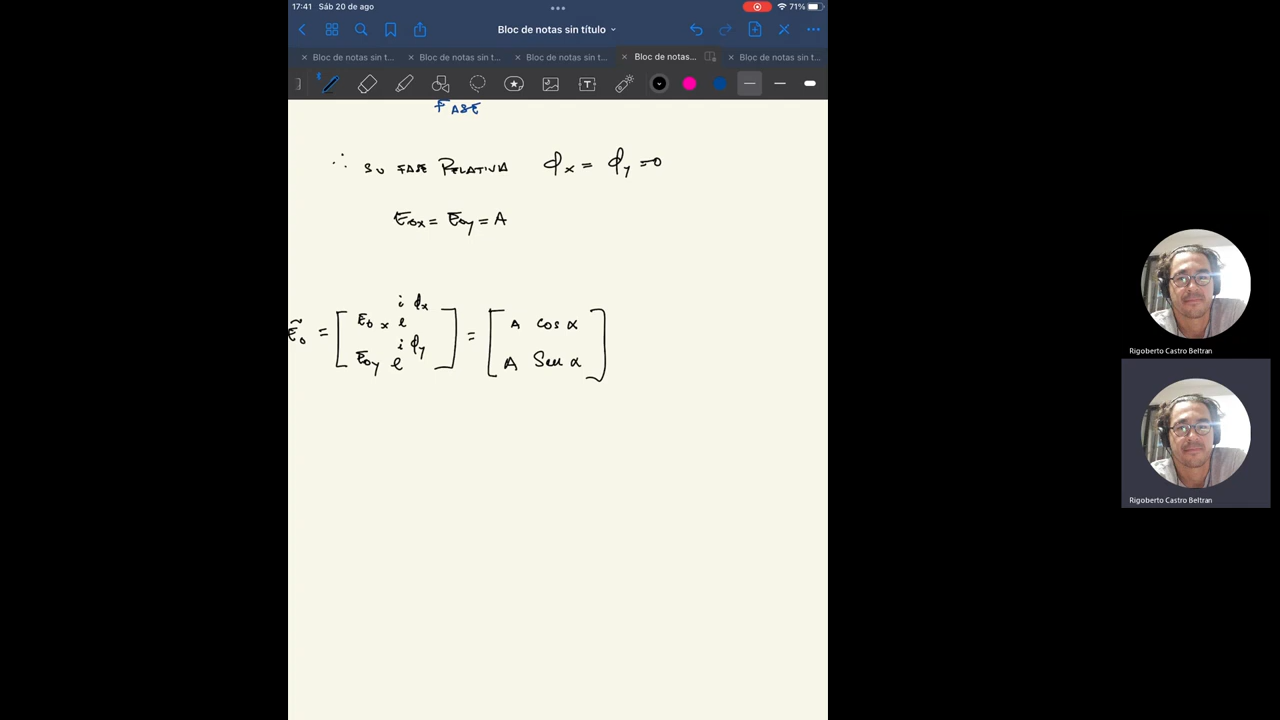 17:41 Sáb 20 de ago
71%
Bloc de notas sin título
Bloc de notas sin t...
Bloc de notas sin t...
Bloc de notas sin t...
Bloc de notas...
Bloc de notas sin t...
FASE
∴ SU FASE RELATIVA ϕx = ϕy = 0
E0x = E0y = A
Ẽ0 = [ E0x e^{iϕx} ; E0y e^{iϕy} ] = [ A Cos α ; A Sen α ]
Rigoberto Castro Beltran
Rigoberto Castro Beltran